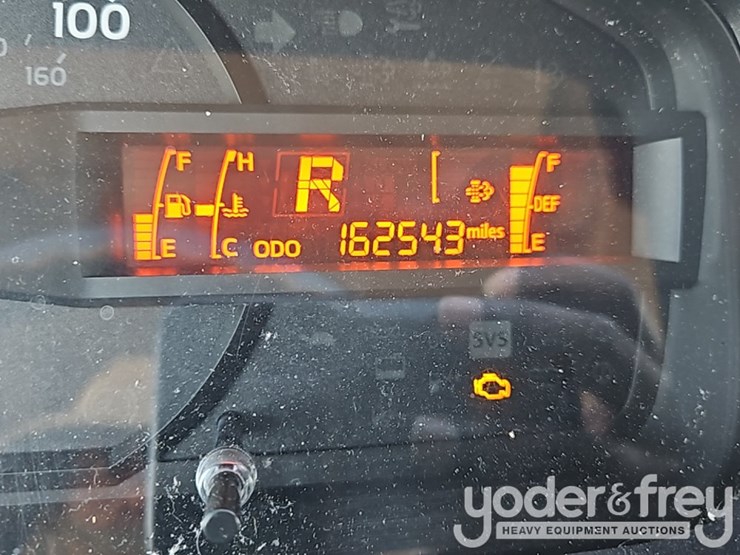 100
160
F H R F
DEF
E C ODO 162543 miles E
SVS
yoder&frey
HEAVY EQUIPMENT AUCTIONS